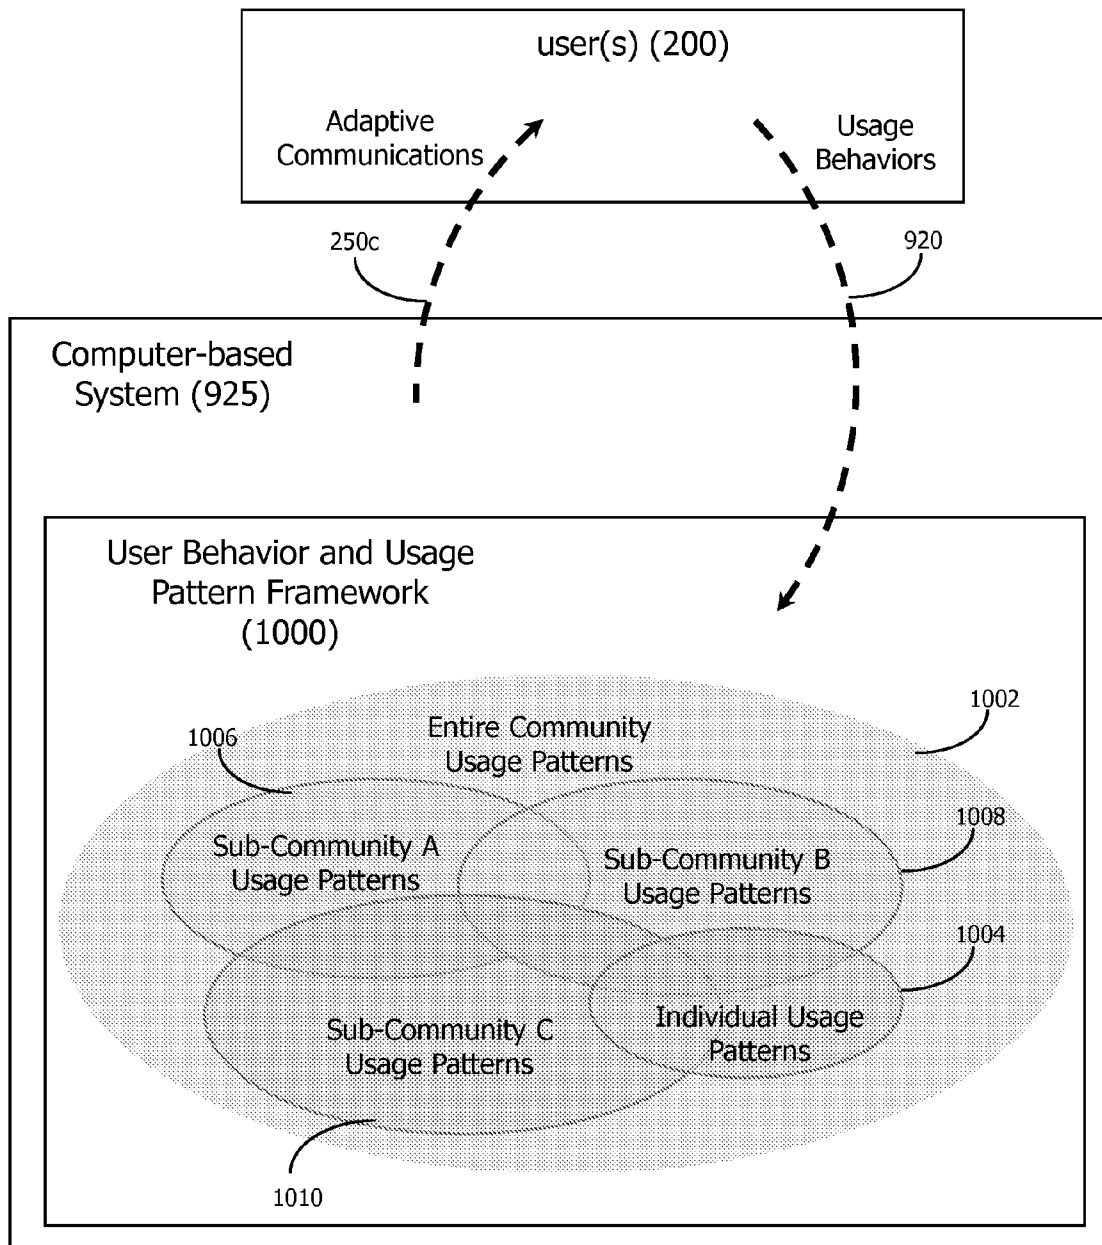 user(s) (200)
Adaptive
Communications
Usage
Behaviors
250c
920
Computer-based
System (925)
User Behavior and Usage
Pattern Framework
(1000)
1002
Entire Community
Usage Patterns
1006
1008
Sub-Community A
Usage Patterns
Sub-Community B
Usage Patterns
1004
Individual Usage
Patterns
Sub-Community C
Usage Patterns
1010